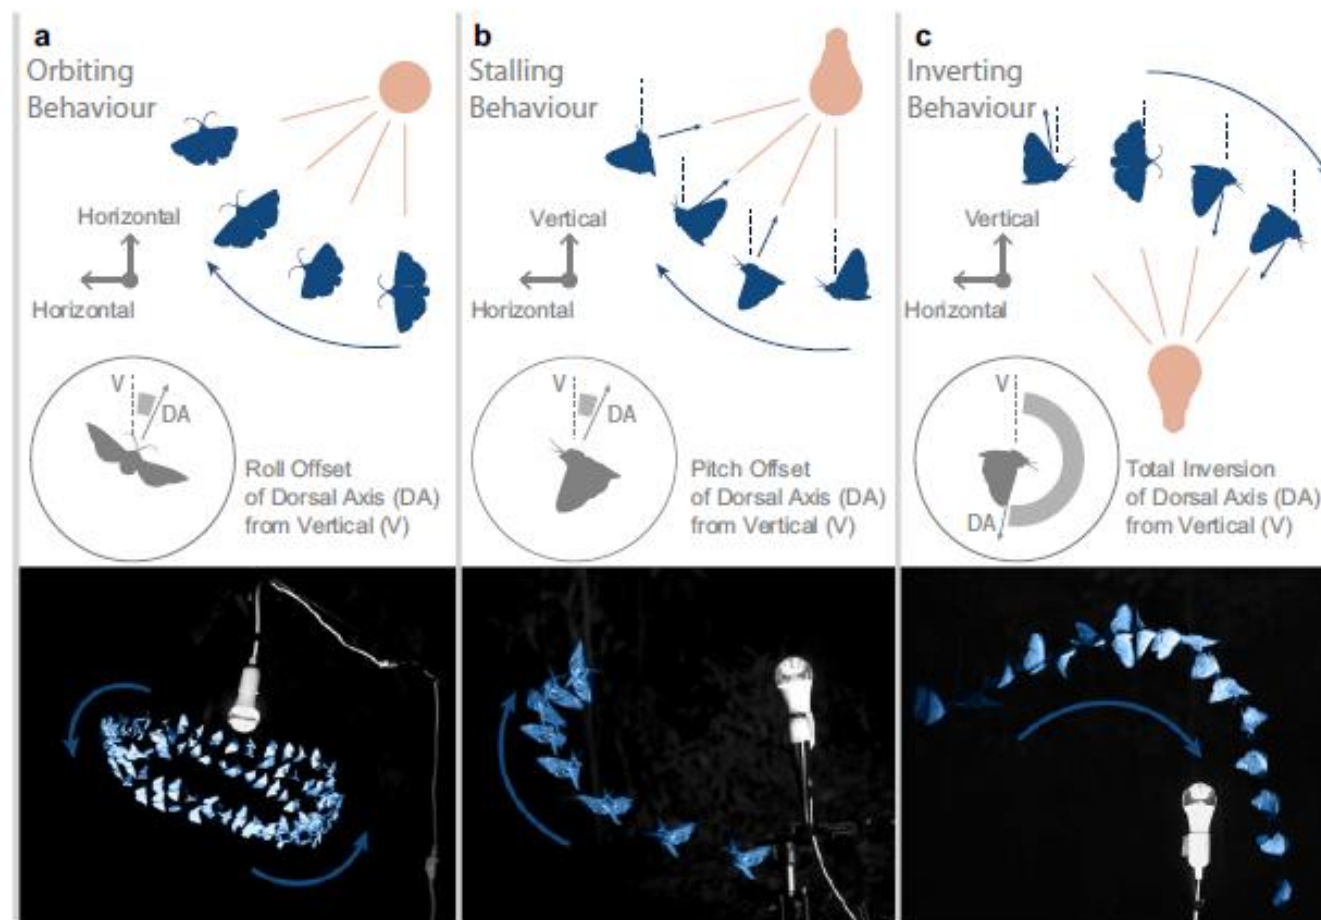 a
Orbiting
Behaviour
Horizontal
Horizontal
V
DA
Roll Offset
of Dorsal Axis (DA)
from Vertical (V)
b
Stalling
Behaviour
Vertical
Horizontal
V
DA
Pitch Offset
of Dorsal Axis (DA)
from Vertical (V)
c
Inverting
Behaviour
Vertical
Horizontal
V
DA
Total Inversion
of Dorsal Axis (DA)
from Vertical (V)